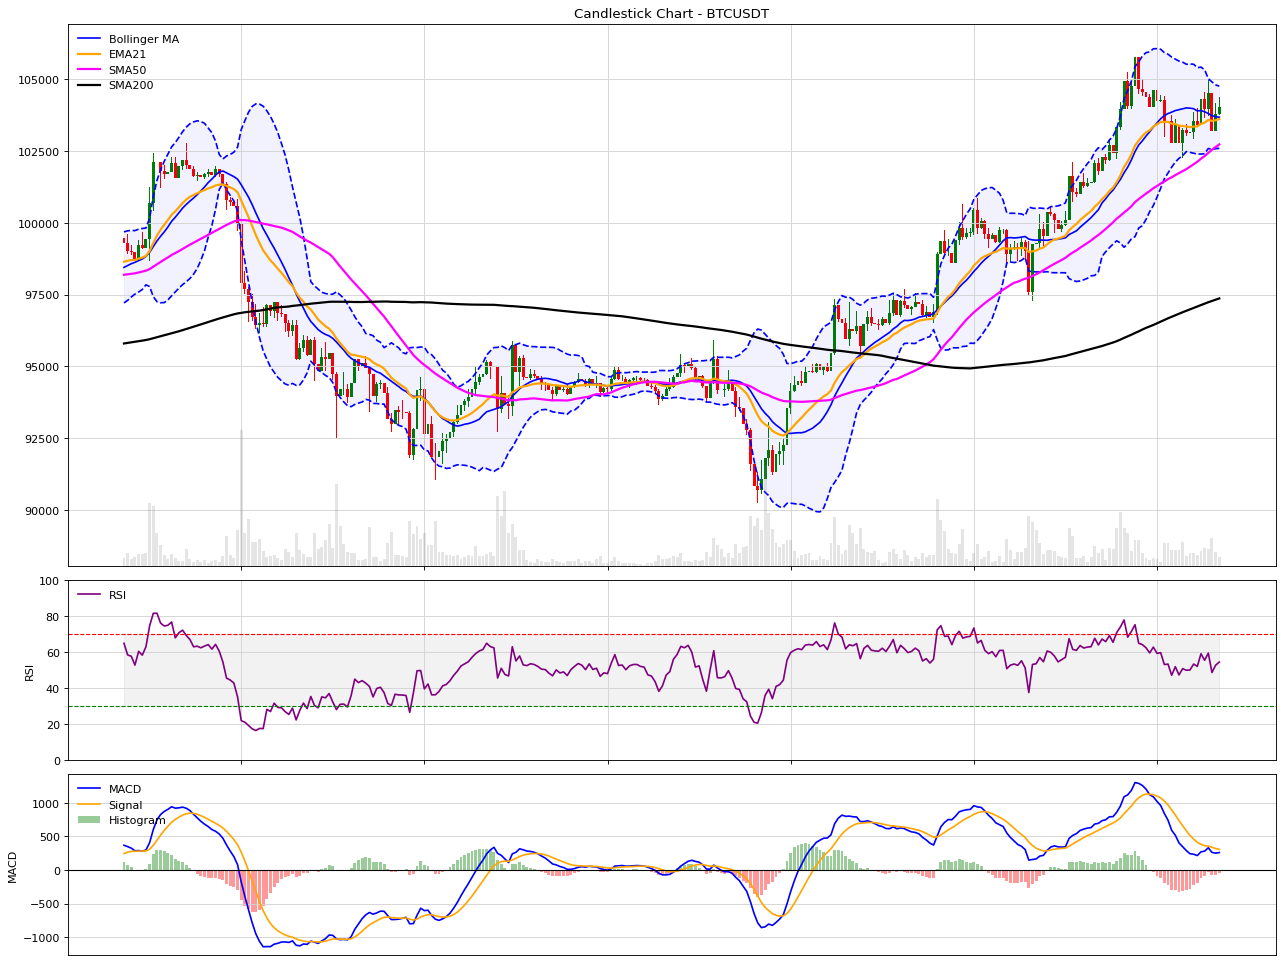 Candlestick Chart - BTCUSDT
Bollinger MA
EMA21
SMA50
SMA200
105000
102500
100000
97500
95000
92500
90000
RSI
100
80
60
40
20
0
RSI
MACD
Signal
Histogram
1000
500
0
−500
−1000
MACD